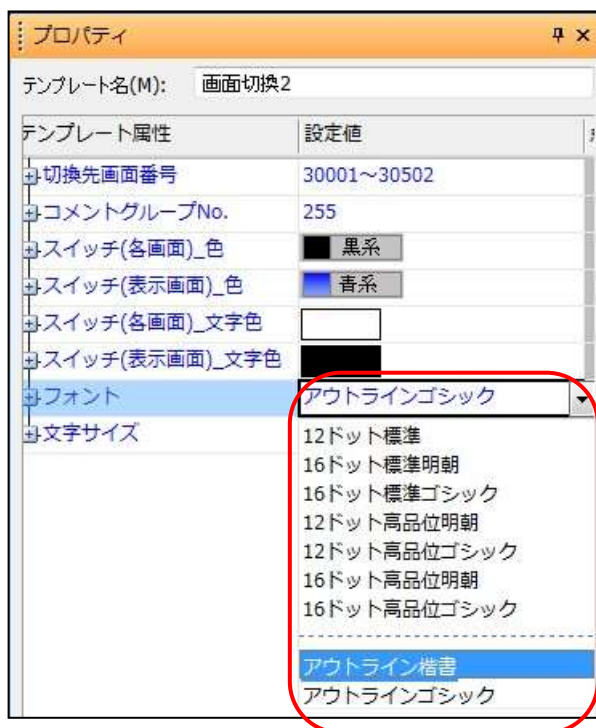 プロパティ
テンプレート名(M): 画面切換2
テンプレート属性 設定値
切換先画面番号 30001～30502
コメントグループNo. 255
スイッチ(各画面)_色 黒系
スイッチ(表示画面)_色 青系
スイッチ(各画面)_文字色
スイッチ(表示画面)_文字色
フォント アウトラインゴシック
文字サイズ
12ドット標準
16ドット標準明朝
16ドット標準ゴシック
12ドット高品位明朝
12ドット高品位ゴシック
16ドット高品位明朝
16ドット高品位ゴシック
アウトライン楷書
アウトラインゴシック